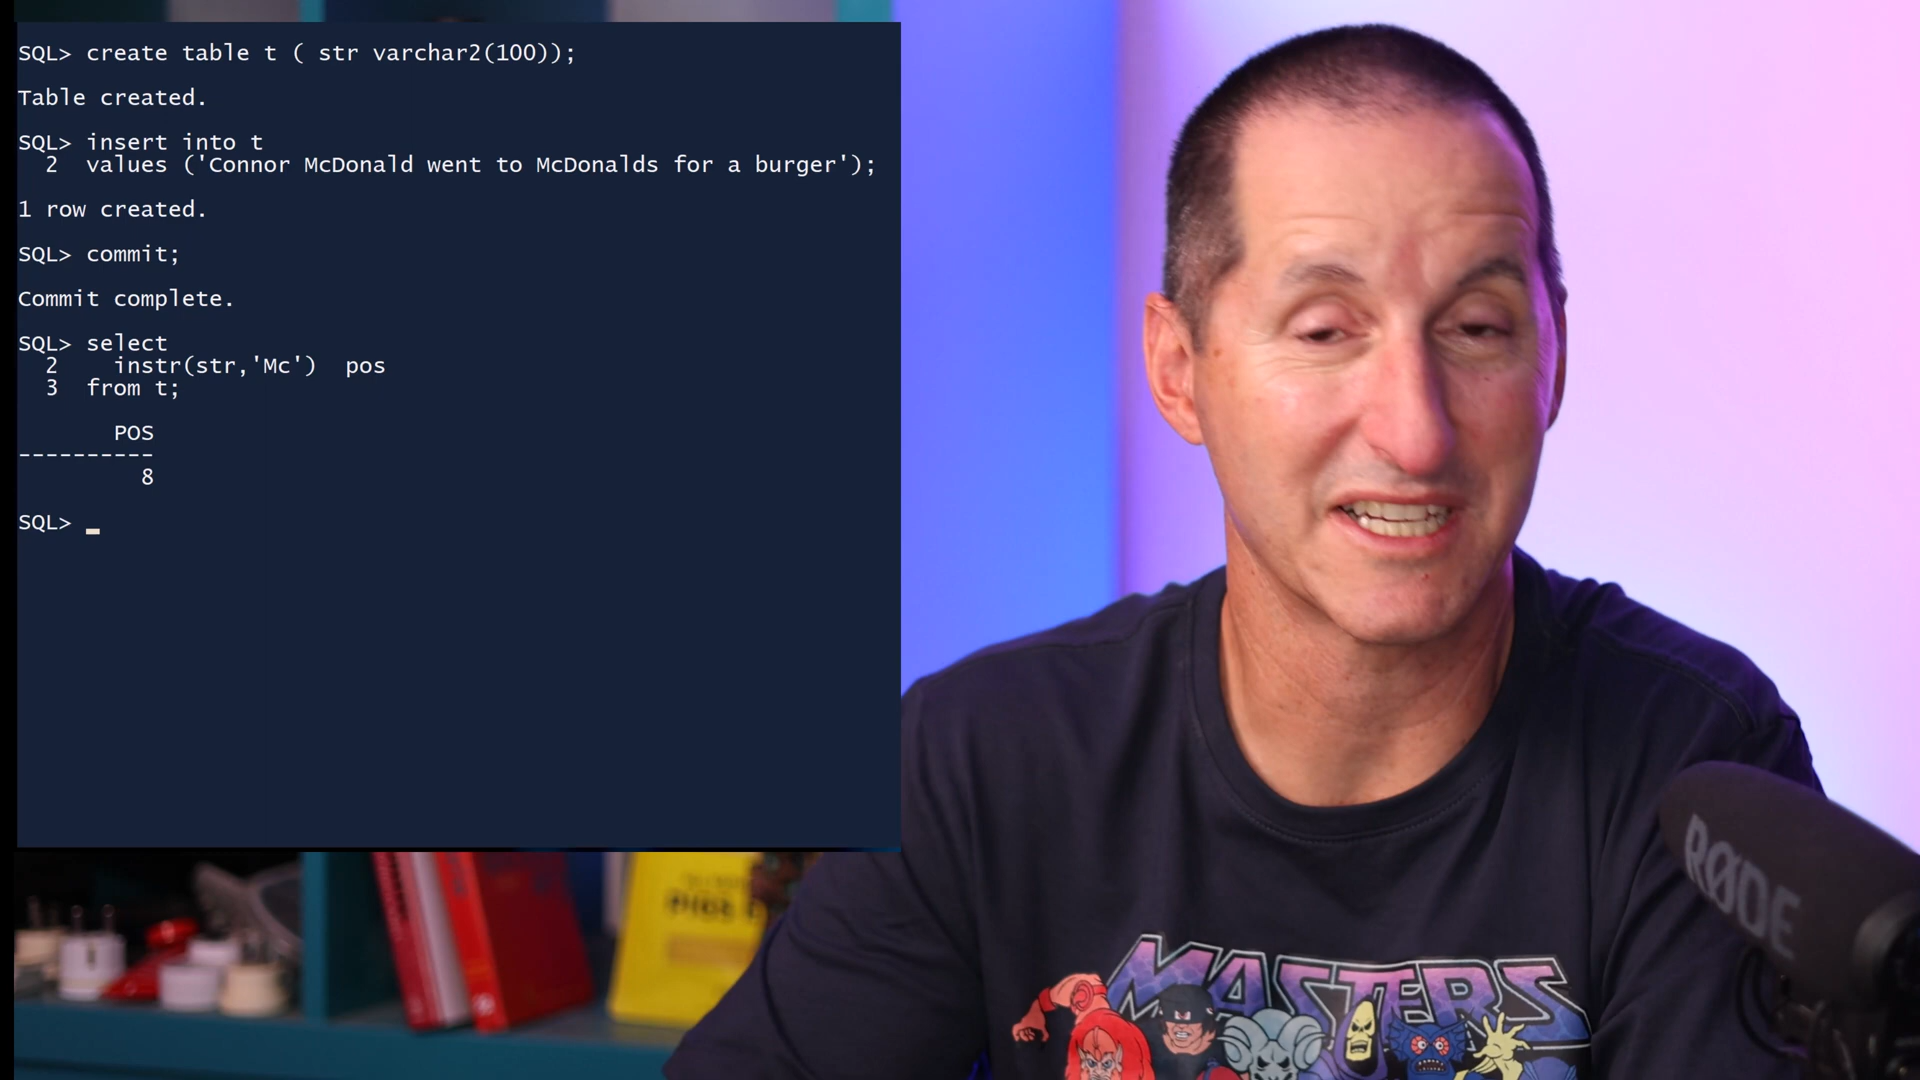 SQL> create table t ( str varchar2(100));
Table created.
SQL> insert into t
2 values ('Connor McDonald went to McDonalds for a burger');
1 row created.
SQL> commit;
Commit complete.
SQL> select
2 instr(str,'Mc') pos
3 from t;
POS
----------
8
SQL> _
RØDE
MASTERS